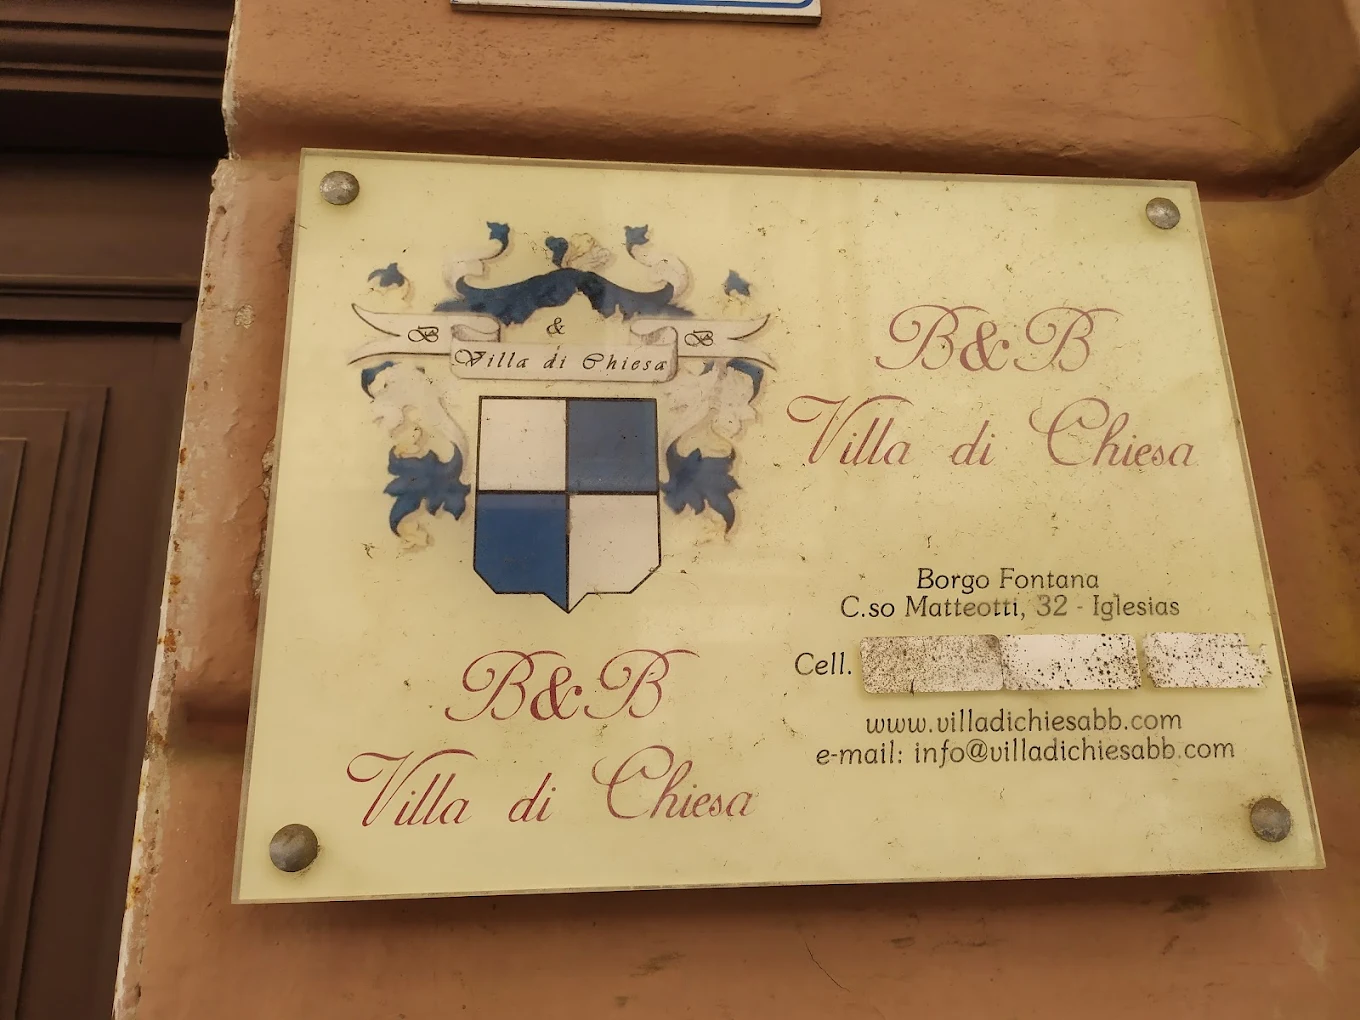 B & B
Villa di Chiesa
B&B
Villa di Chiesa
B&B
Villa di Chiesa
Borgo Fontana
C.so Matteotti, 32 - Iglesias
Cell.
www.villadichiesabb.com
e-mail: info@villadichiesabb.com